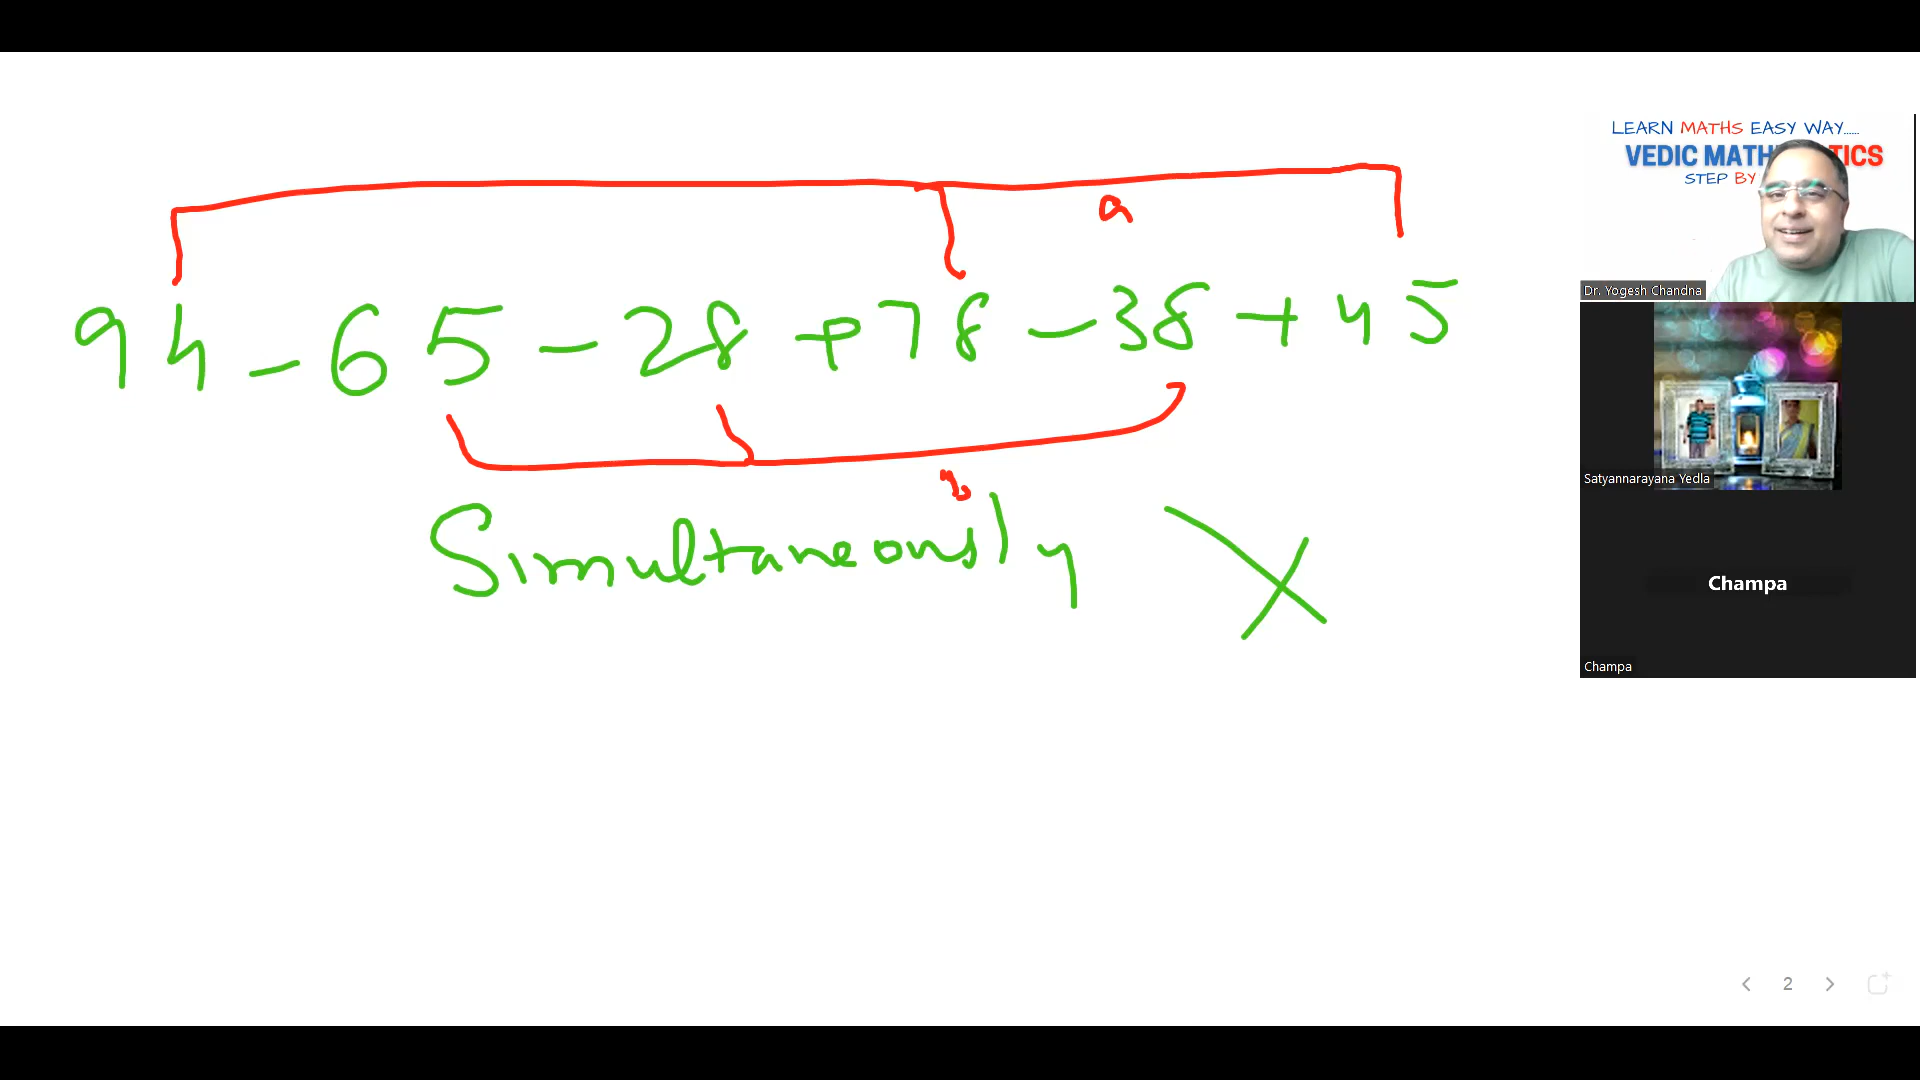 LEARN MATHS EASY WAY......
VEDIC MATH TICS
STEP BY
a
94 - 65 - 28 + 78 - 38 + 45
b
Simultaneously X
Dr. Yogesh Chandna
Satyannarayana Yedla
Champa
Champa
2